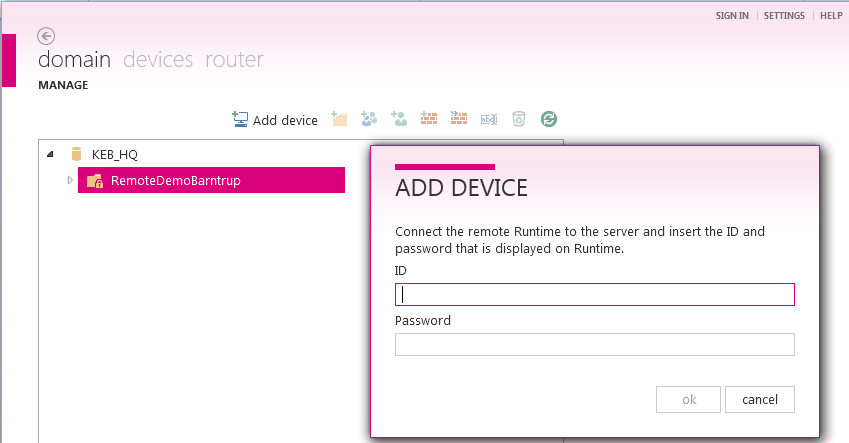 SIGN IN | SETTINGS | HELP
domain devices router
MANAGE
Add device
abc
KEB_HQ
RemoteDemoBarntrup
ADD DEVICE
Connect the remote Runtime to the server and insert the ID and
password that is displayed on Runtime.
ID
Password
ok
cancel